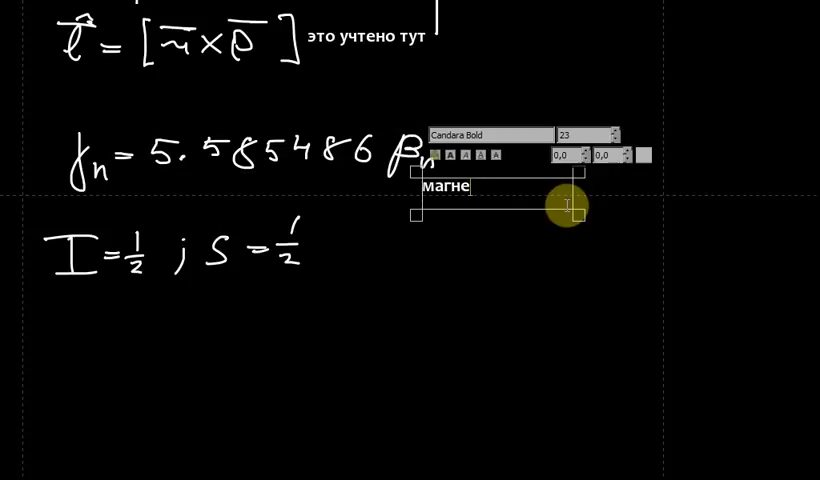 l̂ = [r̄ × p̄] это учтено тут
γn = 5.585486 βn
Candara Bold 23
A A A A 0,0 0,0
магне
I = 1/2 ; S = 1/2